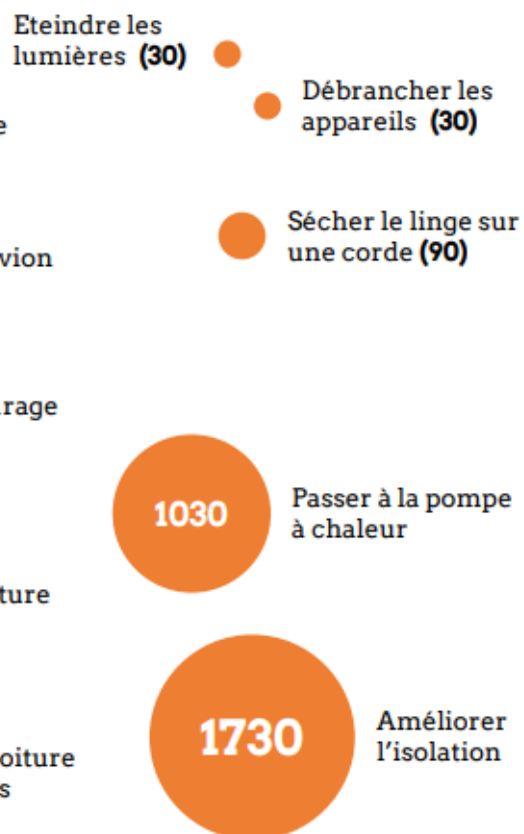 Eteindre les
lumières (30)
Débrancher les
appareils (30)
Sécher le linge sur
une corde (90)
1030
Passer à la pompe
à chaleur
1730
Améliorer
l'isolation